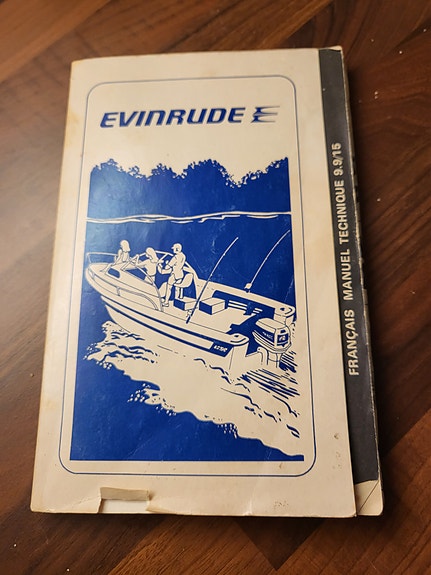 EVINRUDE
FRANÇAIS MANUEL TECHNIQUE 9.9/15